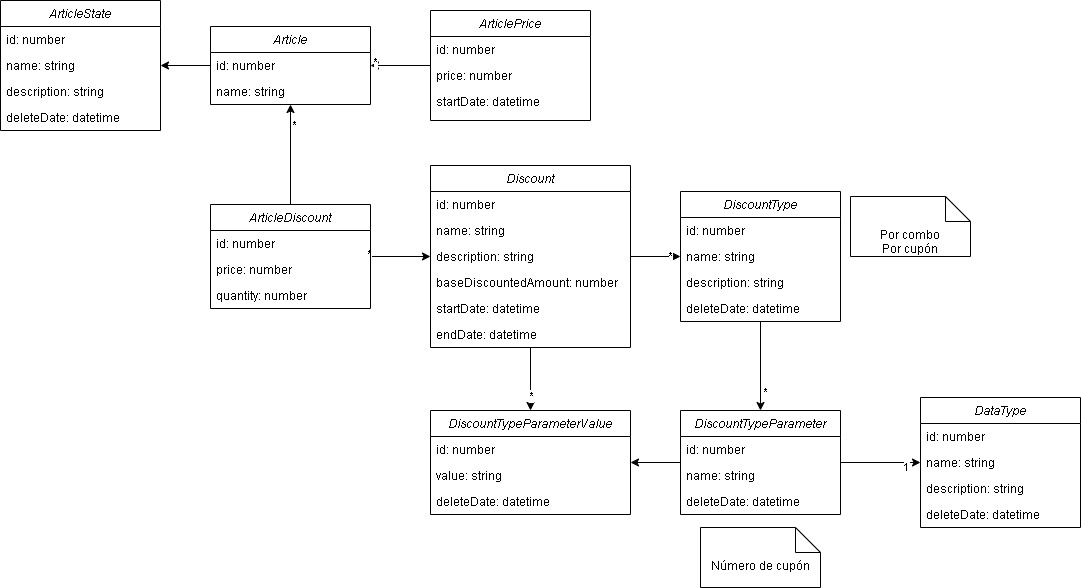 ArticleState
id: number
name: string
description: string
deleteDate: datetime
Article
id: number
name: string
ArticlePrice
id: number
price: number
startDate: datetime
*
*
ArticleDiscount
id: number
price: number
quantity: number
*
Discount
id: number
name: string
description: string
baseDiscountedAmount: number
startDate: datetime
endDate: datetime
*
DiscountType
id: number
name: string
description: string
deleteDate: datetime
Por combo
Por cupón
*
*
DiscountTypeParameterValue
id: number
value: string
deleteDate: datetime
DiscountTypeParameter
id: number
name: string
deleteDate: datetime
1
DataType
id: number
name: string
description: string
deleteDate: datetime
Número de cupón